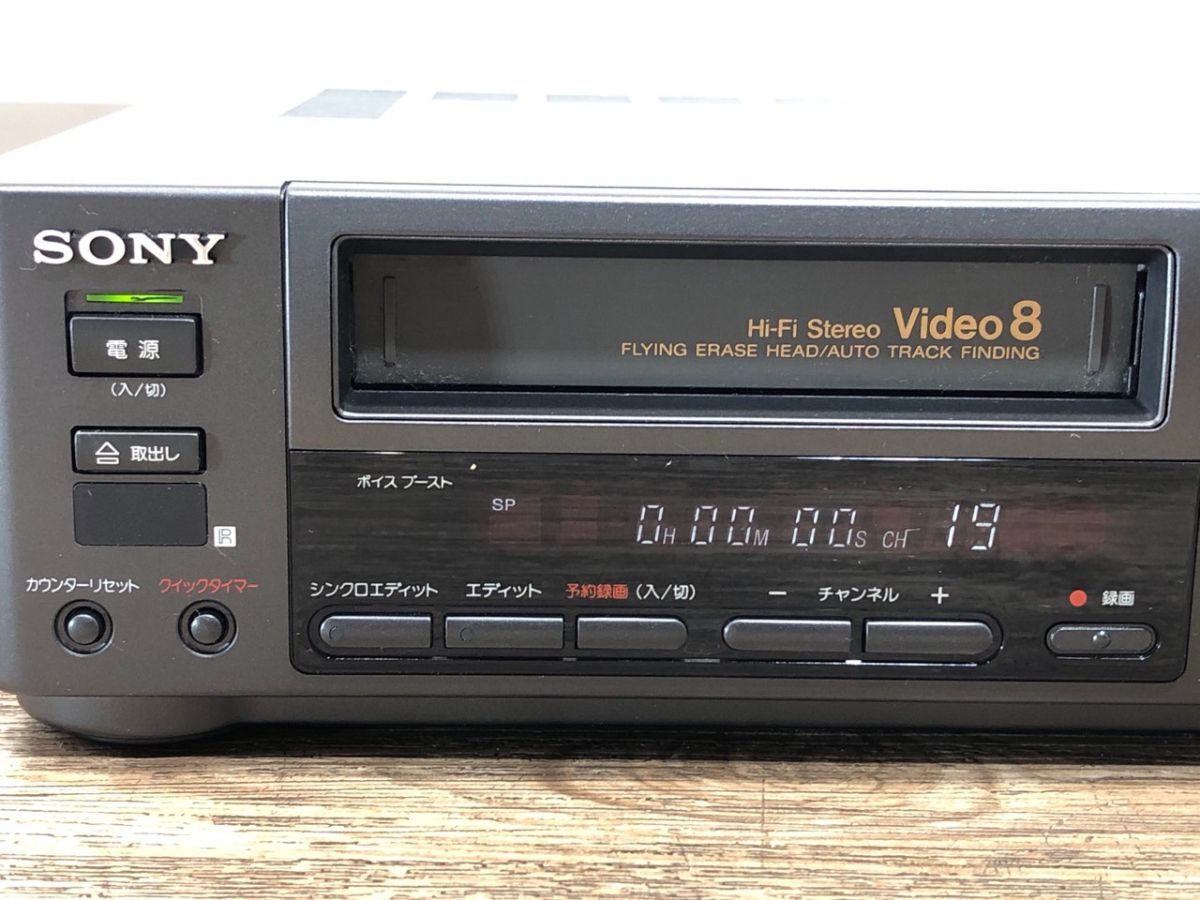 SONY
電源
(入/切)
取出し
R
カウンターリセット クイックタイマー
Hi-Fi Stereo Video 8
FLYING ERASE HEAD/AUTO TRACK FINDING
ボイス ブースト
SP
0H 00M 00S CH 19
シンクロエディット エディット 予約録画 (入/切) − チャンネル + 録画